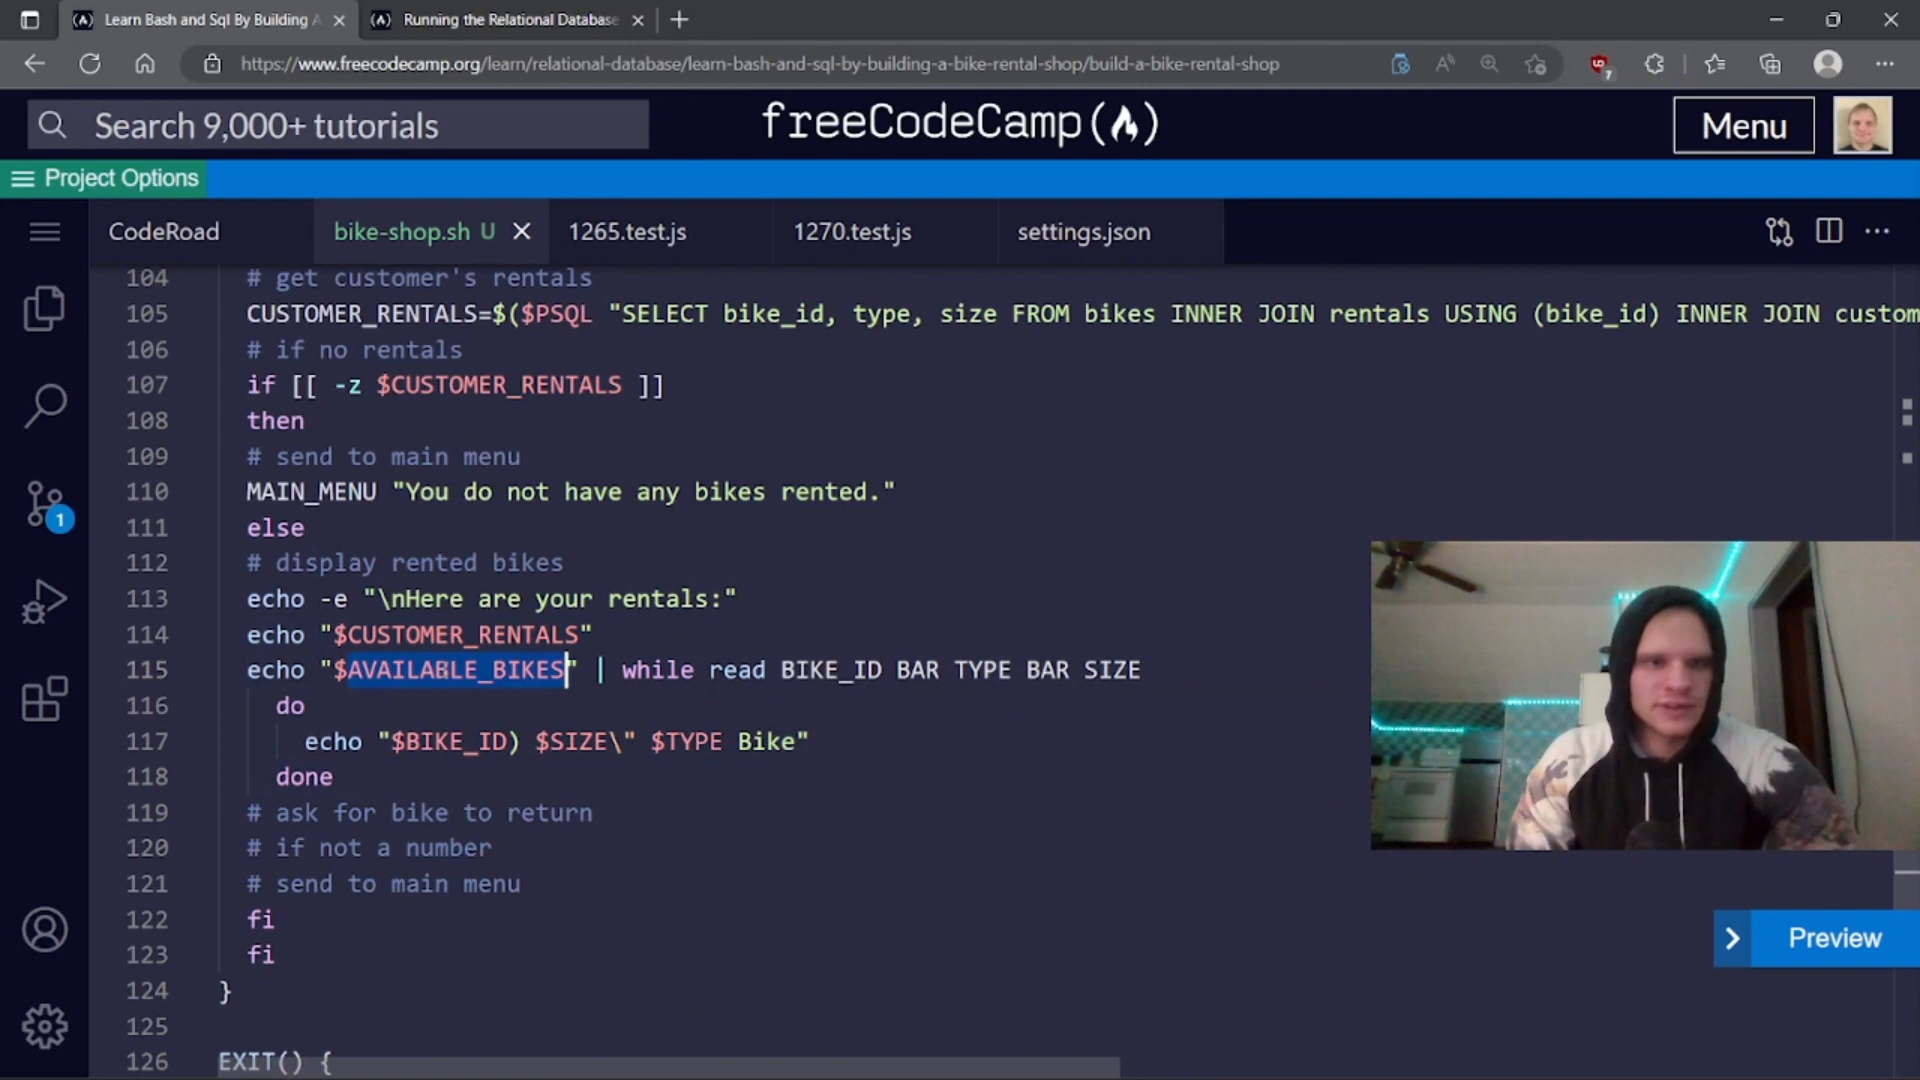 Learn Bash and Sql By Building A
Running the Relational Database
https://www.freecodecamp.org/learn/relational-database/learn-bash-and-sql-by-building-a-bike-rental-shop/build-a-bike-rental-shop
7
Search 9,000+ tutorials
freeCodeCamp
Menu
Project Options
CodeRoad
bike-shop.sh U
1265.test.js
1270.test.js
settings.json
104 # get customer's rentals
105 CUSTOMER_RENTALS=$($PSQL "SELECT bike_id, type, size FROM bikes INNER JOIN rentals USING (bike_id) INNER JOIN custom
106 # if no rentals
107 if [[ -z $CUSTOMER_RENTALS ]]
108 then
109 # send to main menu
110 MAIN_MENU "You do not have any bikes rented."
111 else
112 # display rented bikes
113 echo -e "\nHere are your rentals:"
114 echo "$CUSTOMER_RENTALS"
115 echo "$AVAILABLE_BIKES" | while read BIKE_ID BAR TYPE BAR SIZE
116 do
117 echo "$BIKE_ID) $SIZE\" $TYPE Bike"
118 done
119 # ask for bike to return
120 # if not a number
121 # send to main menu
122 fi
123 fi
124 }
125
126 EXIT() {
1
Preview